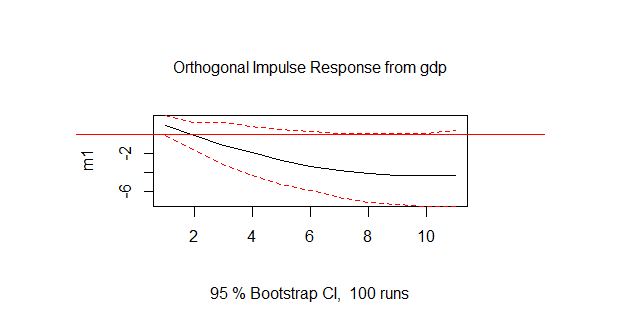 Orthogonal Impulse Response from gdp
m1
-2
-6
2 4 6 8 10
95 % Bootstrap CI,  100 runs